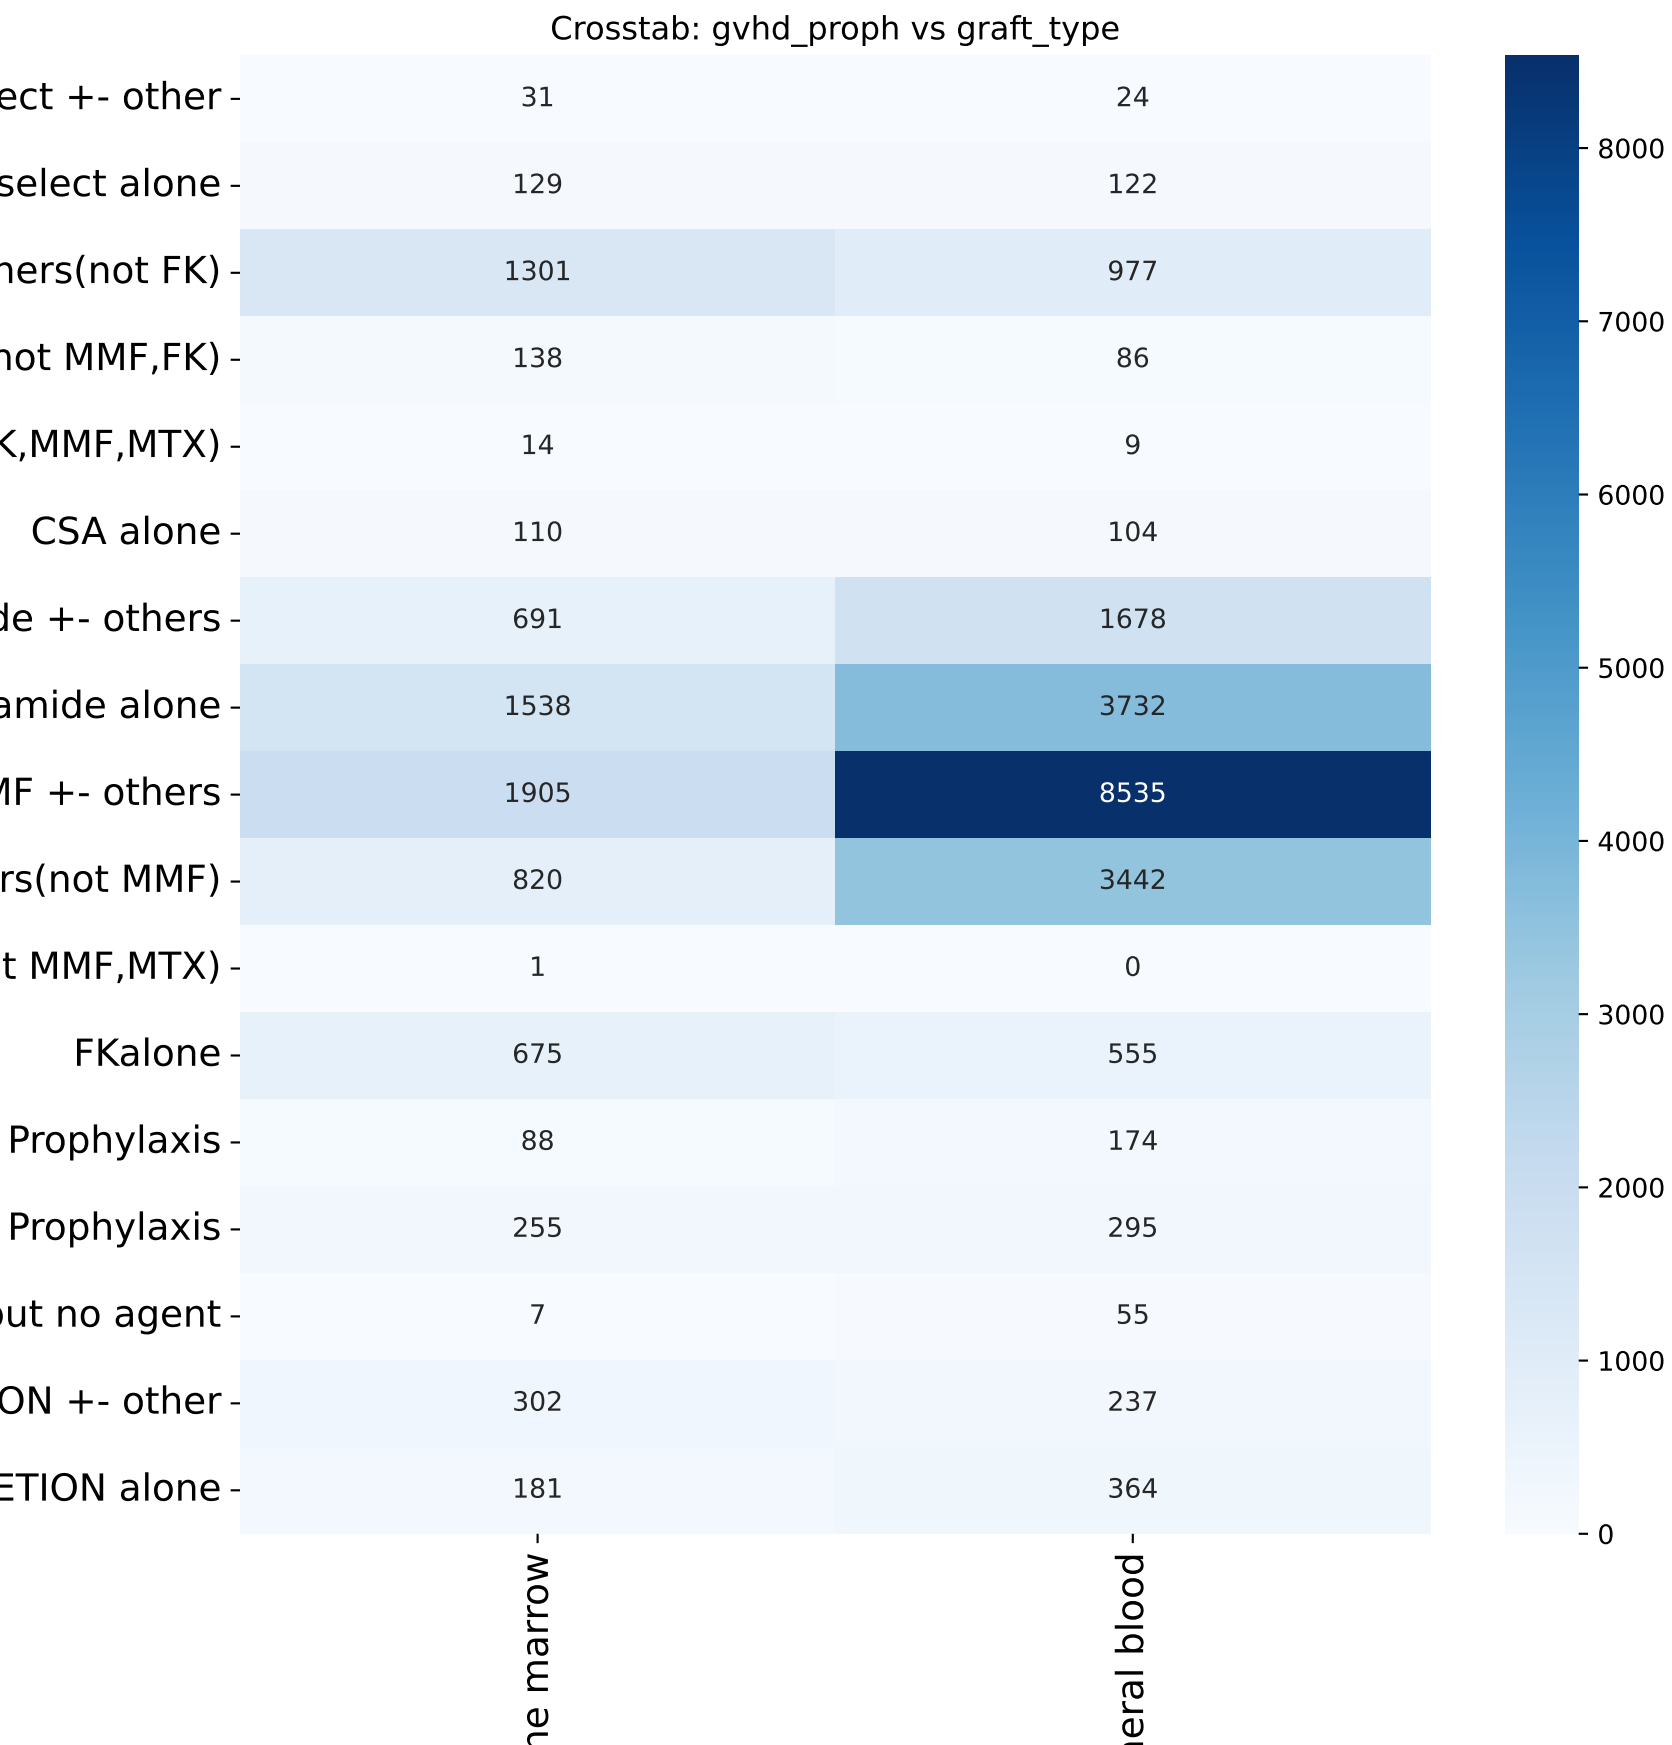 Crosstab: gvhd_proph vs graft_type
ect +- other 31 24
select alone 129 122
hers(not FK) 1301 977
not MMF,FK) 138 86
K,MMF,MTX) 14 9
CSA alone 110 104
de +- others 691 1678
amide alone 1538 3732
MF +- others 1905 8535
rs(not MMF) 820 3442
t MMF,MTX) 1 0
FKalone 675 555
Prophylaxis 88 174
Prophylaxis 255 295
out no agent 7 55
ON +- other 302 237
ETION alone 181 364
ne marrow
heral blood
8000
7000
6000
5000
4000
3000
2000
1000
0